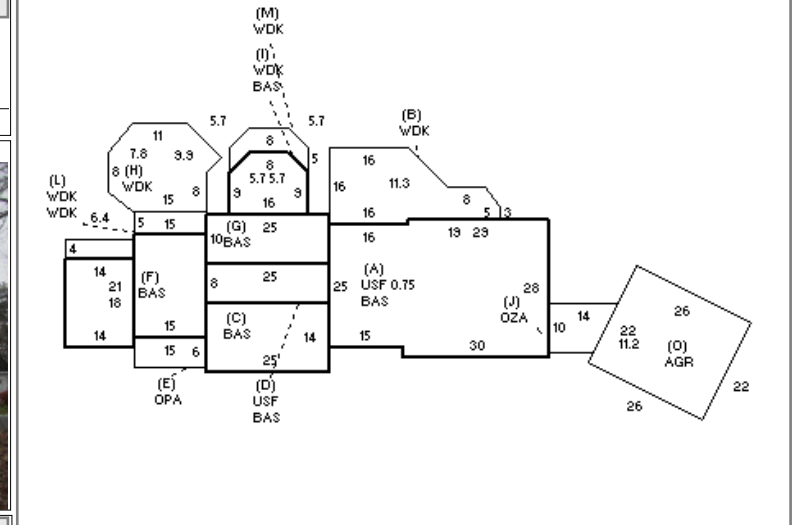 (M)
WDK
(I)
WDK
BAS
5.7
5.7
11
7.8
9.9
8
(H)
WDK
8
15
8
5
8
5.7 5.7
9
9
16
(B)
WDK
16
16
11.3
8
16
5
3
(L)
WDK
WDK
6.4
5
15
4
14
21
18
14
(F)
BAS
15
15
6
(E)
OPA
(G)
10
BAS
25
8
25
(C)
BAS
14
25
(D)
USF
BAS
16
19
29
25
(A)
USF 0.75
BAS
15
30
28
(J)
OZA
10
14
26
22
11.2
(O)
AGR
22
26